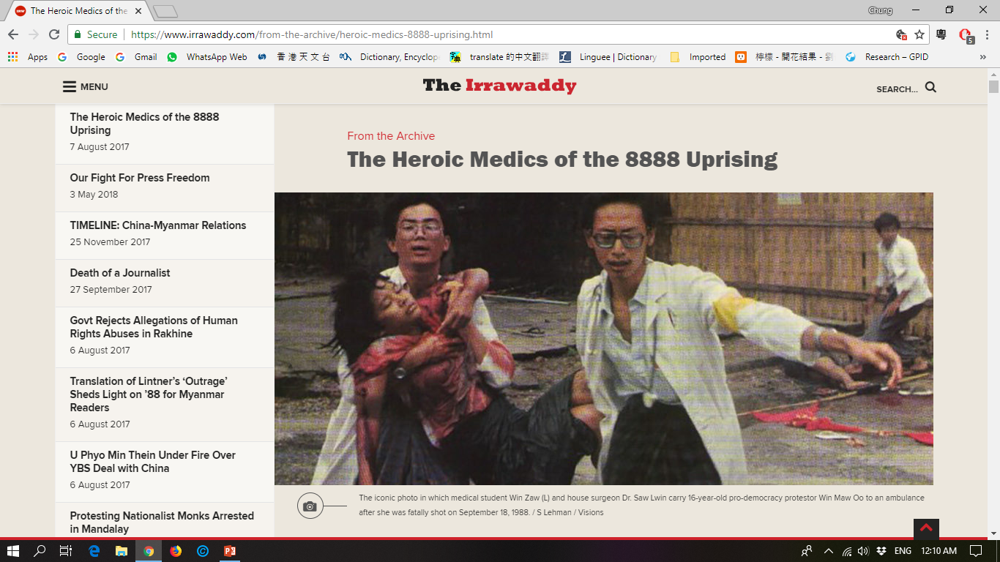 The Heroic Medics of the
Chung
Secure
https://www.irrawaddy.com/from-the-archive/heroic-medics-8888-uprising.html
粵
5
Apps
Google
Gmail
WhatsApp Web
香 港 天 文 台
Dictionary, Encyclop
translate 的中文翻譯
Linguee | Dictionary
Imported
檸檬 - 開花結果 - 劉
Research – GPID
»
MENU
The Irrawaddy
SEARCH...
The Heroic Medics of the 8888
Uprising
7 August 2017
Our Fight For Press Freedom
3 May 2018
TIMELINE: China-Myanmar Relations
25 November 2017
Death of a Journalist
27 September 2017
Govt Rejects Allegations of Human
Rights Abuses in Rakhine
6 August 2017
Translation of Lintner's ‘Outrage’
Sheds Light on ’88 for Myanmar
Readers
6 August 2017
U Phyo Min Thein Under Fire Over
YBS Deal with China
6 August 2017
Protesting Nationalist Monks Arrested
in Mandalay
From the Archive
The Heroic Medics of the 8888 Uprising
The iconic photo in which medical student Win Zaw (L) and house surgeon Dr. Saw Lwin carry 16-year-old pro-democracy protestor Win Maw Oo to an ambulance
after she was fatally shot on September 18, 1988. / S Lehman / Visions
ENG
12:10 AM